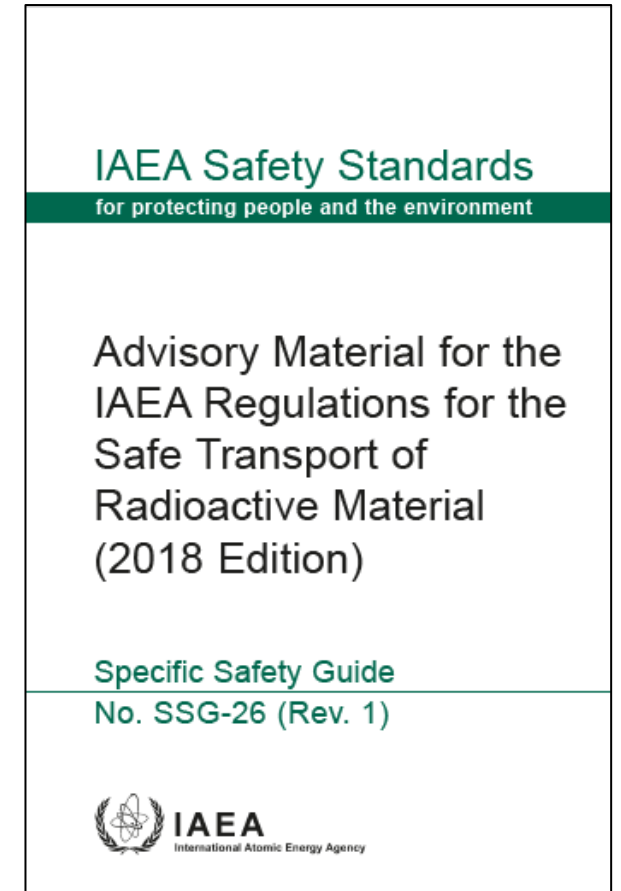 IAEA Safety Standards
for protecting people and the environment
Advisory Material for the
IAEA Regulations for the
Safe Transport of
Radioactive Material
(2018 Edition)
Specific Safety Guide
No. SSG-26 (Rev. 1)
IAEA
International Atomic Energy Agency